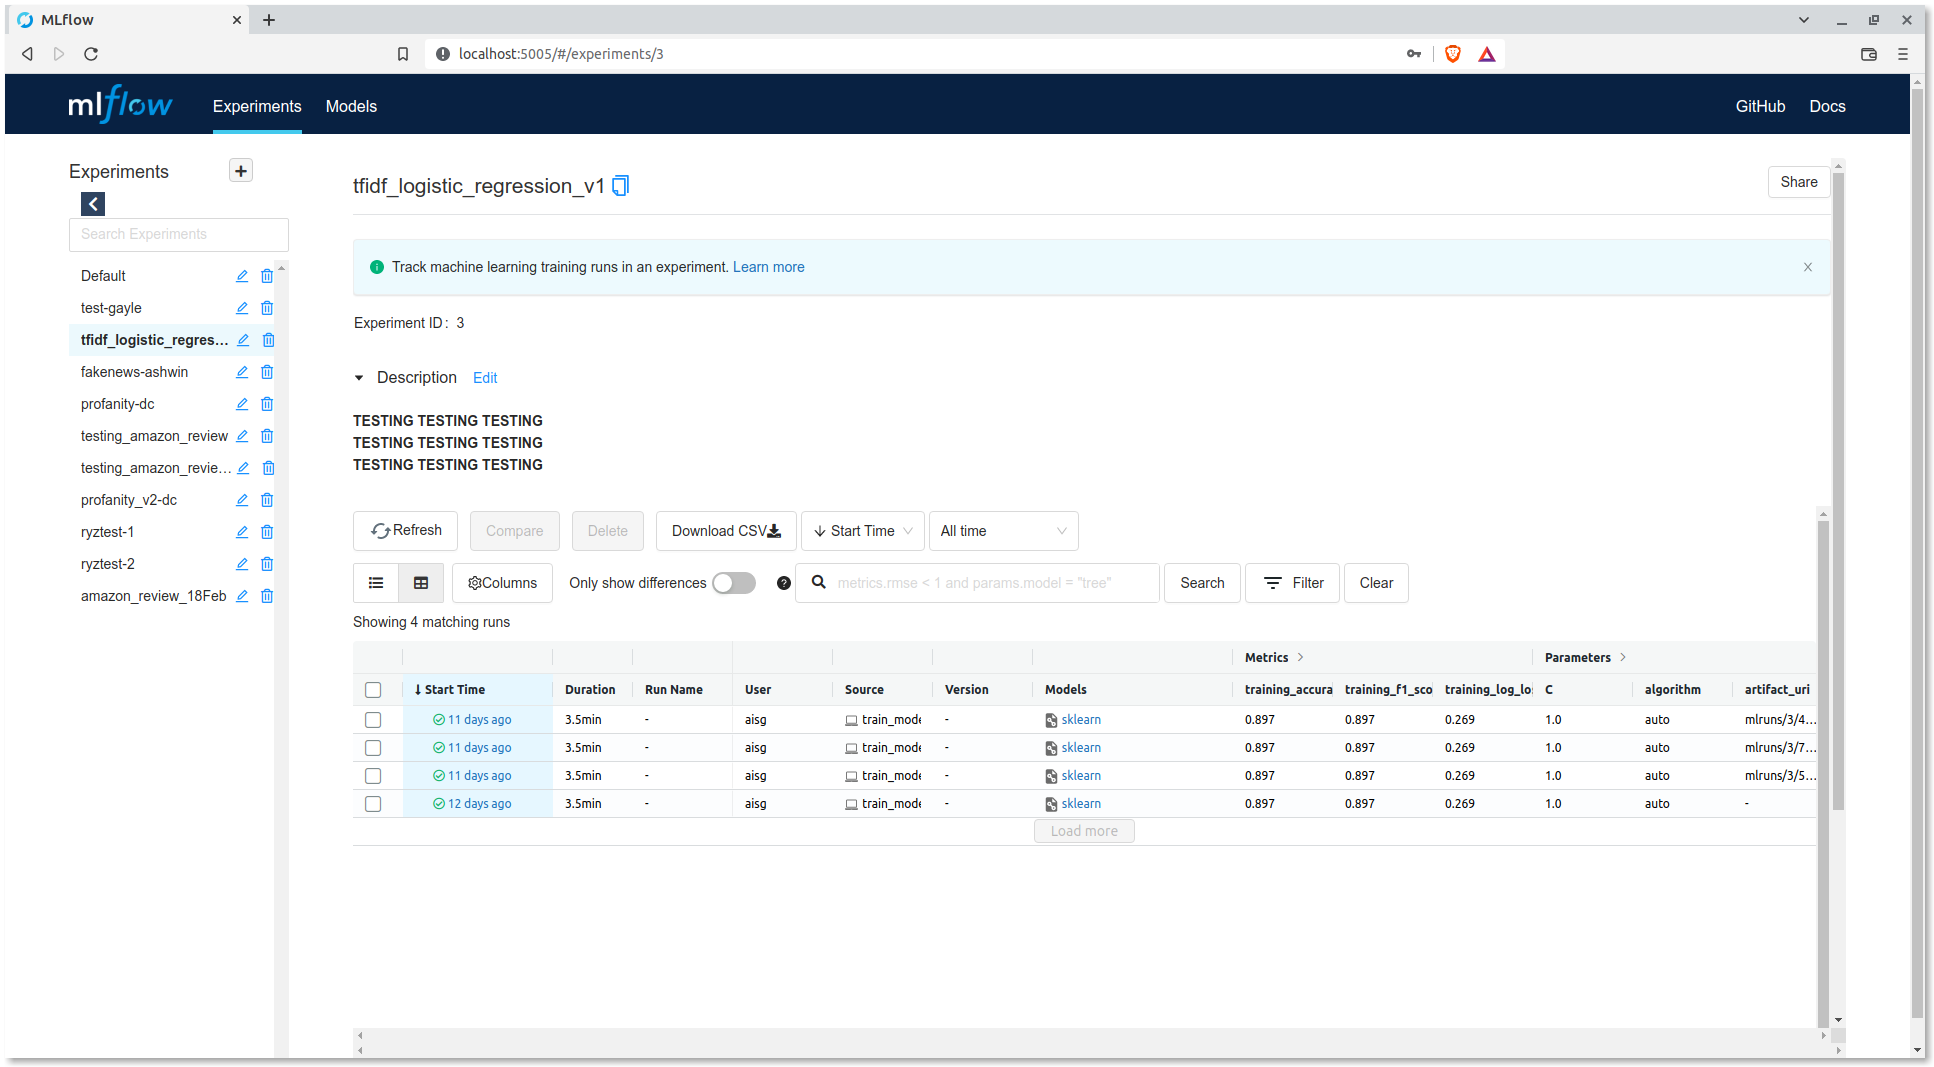 MLflow
localhost:5005/#/experiments/3
mlflow Experiments Models GitHub Docs
Experiments
Search Experiments
Default
test-gayle
tfidf_logistic_regres...
fakenews-ashwin
profanity-dc
testing_amazon_review
testing_amazon_revie...
profanity_v2-dc
ryztest-1
ryztest-2
amazon_review_18Feb
tfidf_logistic_regression_v1 Share
Track machine learning training runs in an experiment. Learn more
Experiment ID: 3
Description Edit
TESTING TESTING TESTING
TESTING TESTING TESTING
TESTING TESTING TESTING
Refresh Compare Delete Download CSV Start Time All time
Columns Only show differences metrics.rmse < 1 and params.model = "tree" Search Filter Clear
Showing 4 matching runs
Metrics > Parameters >
Start Time Duration Run Name User Source Version Models training_accura training_f1_sco training_log_lo C algorithm artifact_uri
11 days ago 3.5min - aisg train_mode - sklearn 0.897 0.897 0.269 1.0 auto mlruns/3/4...
11 days ago 3.5min - aisg train_mode - sklearn 0.897 0.897 0.269 1.0 auto mlruns/3/7...
11 days ago 3.5min - aisg train_mode - sklearn 0.897 0.897 0.269 1.0 auto mlruns/3/5...
12 days ago 3.5min - aisg train_mode - sklearn 0.897 0.897 0.269 1.0 auto -
Load more